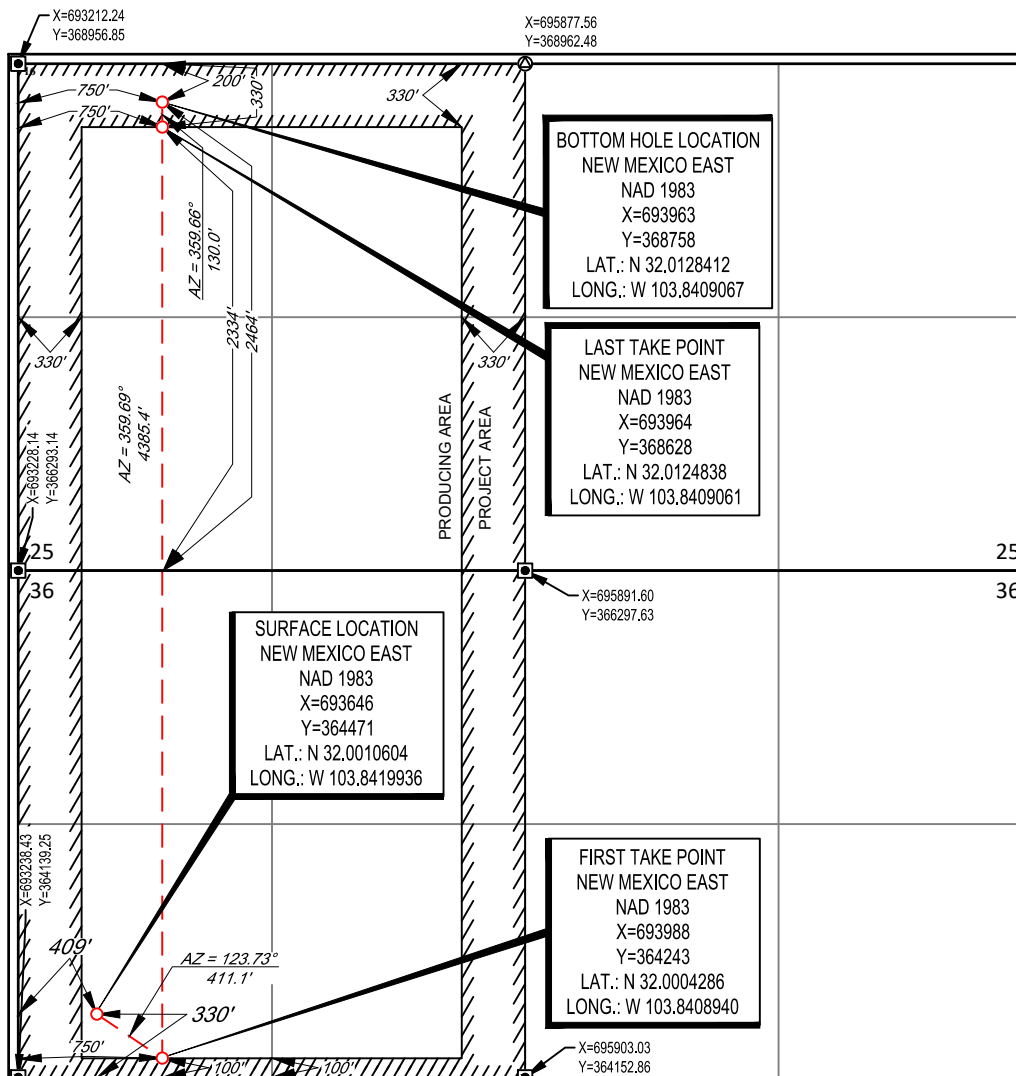 X=693212.24
Y=368956.85
X=695877.56
Y=368962.48
750'
200'
330'
330'
750'
BOTTOM HOLE LOCATION
NEW MEXICO EAST
NAD 1983
X=693963
Y=368758
LAT.: N 32.0128412
LONG.: W 103.8409067
AZ = 359.66°
130.0'
2334'
2464'
330'
330'
LAST TAKE POINT
NEW MEXICO EAST
NAD 1983
X=693964
Y=368628
LAT.: N 32.0124838
LONG.: W 103.8409061
AZ = 359.69°
4385.4'
PRODUCING AREA
PROJECT AREA
X=693228.14
Y=366293.14
25
36
25
36
X=695891.60
Y=366297.63
SURFACE LOCATION
NEW MEXICO EAST
NAD 1983
X=693646
Y=364471
LAT.: N 32.0010604
LONG.: W 103.8419936
X=693238.43
Y=364139.25
FIRST TAKE POINT
NEW MEXICO EAST
NAD 1983
X=693988
Y=364243
LAT.: N 32.0004286
LONG.: W 103.8408940
409'
AZ = 123.73°
411.1'
330'
750'
100'
100'
X=695903.03
Y=364152.86